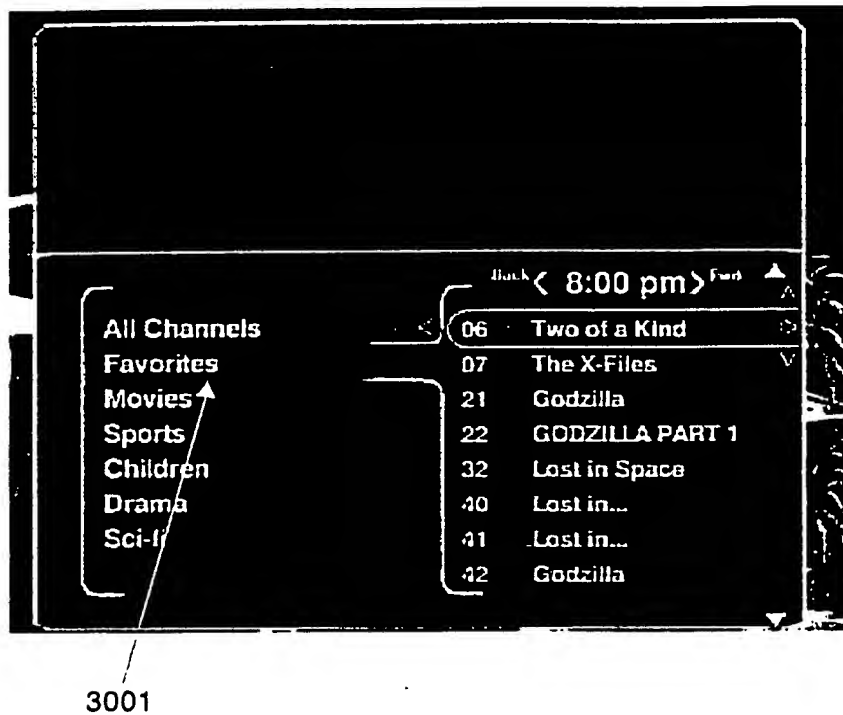 Back < 8:00 pm > Fwd
All Channels
Favorites
Movies
Sports
Children
Drama
Sci-fi
06 Two of a Kind
07 The X-Files
21 Godzilla
22 GODZILLA PART 1
32 Lost in Space
40 Lost in...
41 Lost in...
42 Godzilla
3001